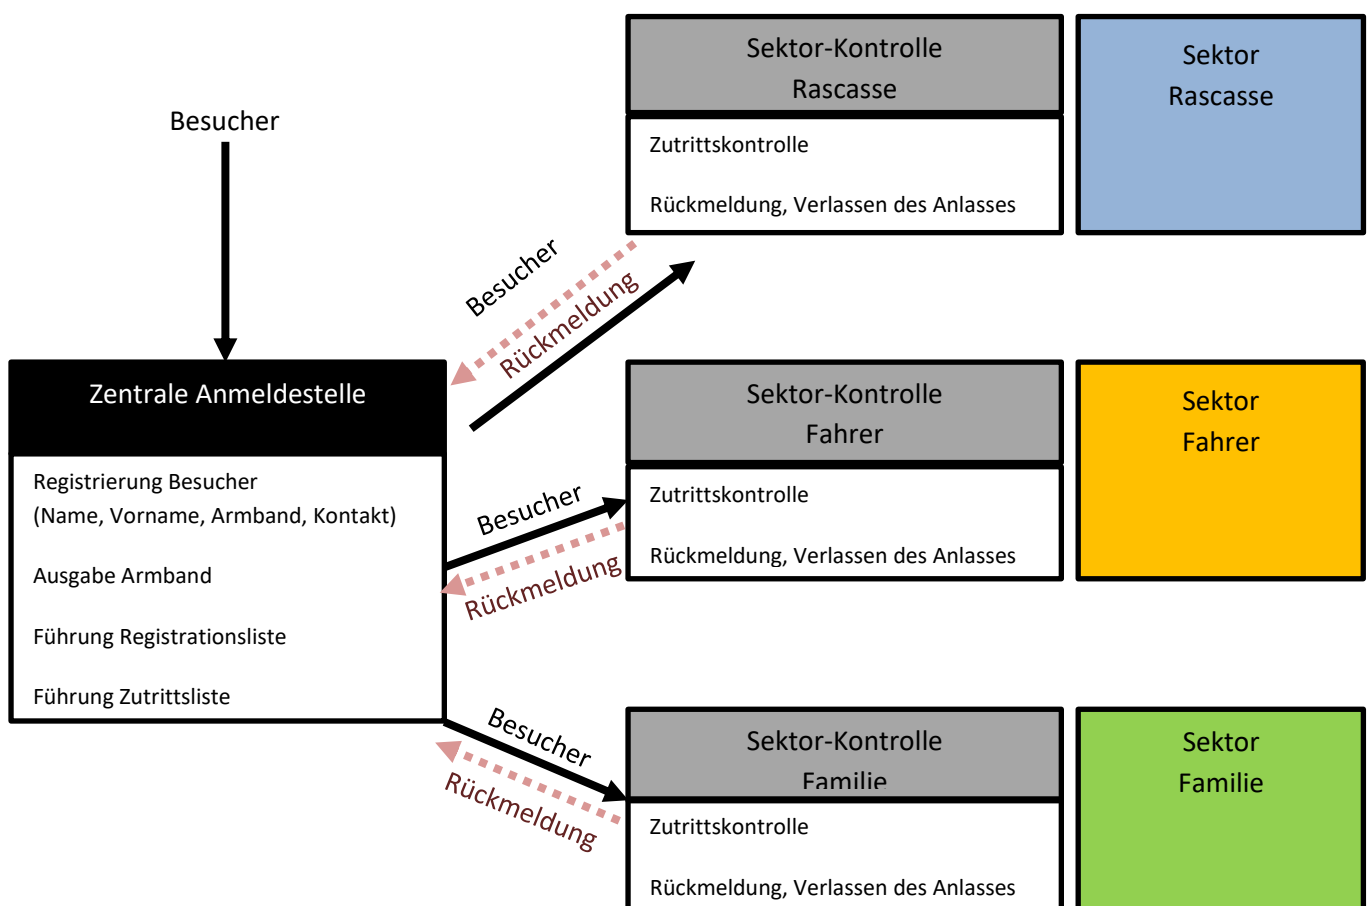 Besucher
Zentrale Anmeldestelle
Registrierung Besucher
(Name, Vorname, Armband, Kontakt)
Ausgabe Armband
Führung Registrationsliste
Führung Zutrittsliste
Besucher
Rückmeldung
Sektor-Kontrolle
Rascasse
Zutrittskontrolle
Rückmeldung, Verlassen des Anlasses
Sektor
Rascasse
Besucher
Rückmeldung
Sektor-Kontrolle
Fahrer
Zutrittskontrolle
Rückmeldung, Verlassen des Anlasses
Sektor
Fahrer
Besucher
Rückmeldung
Sektor-Kontrolle
Familie
Zutrittskontrolle
Rückmeldung, Verlassen des Anlasses
Sektor
Familie